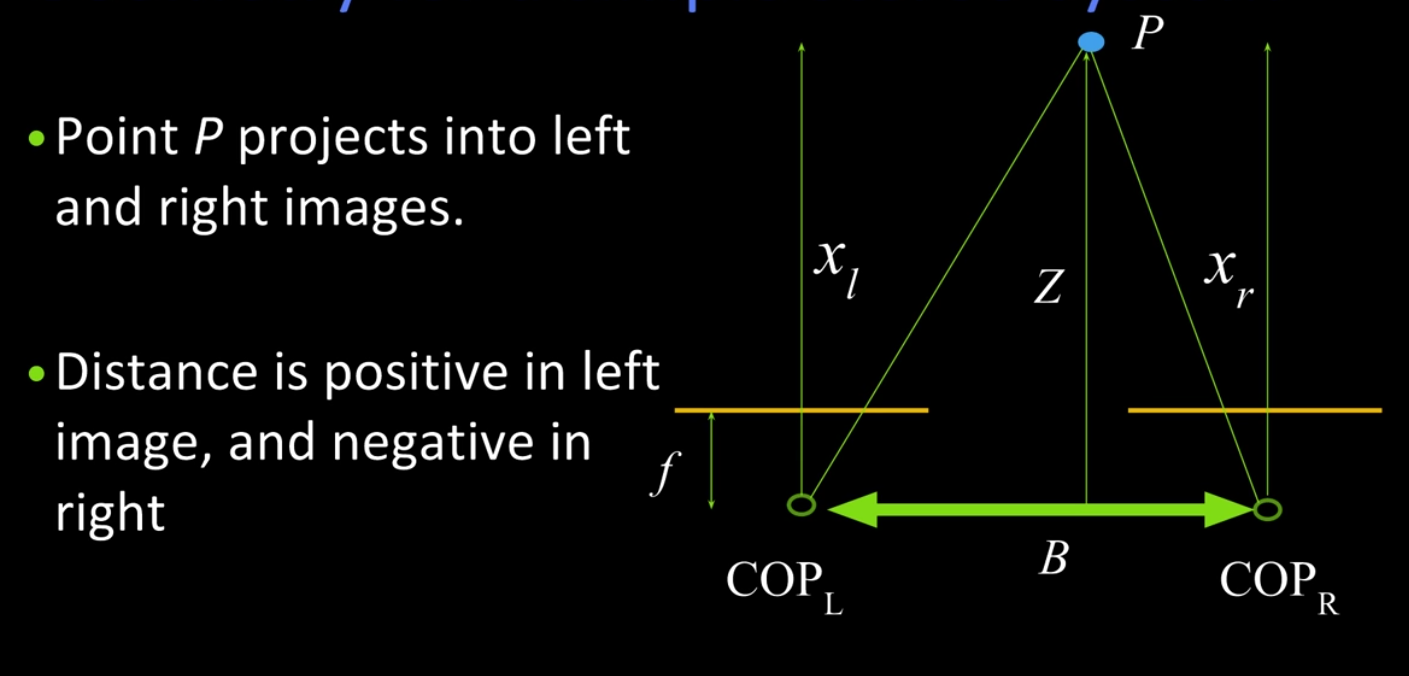 P
• Point P projects into left
and right images.
x_l
Z
x_r
• Distance is positive in left
image, and negative in
right
f
B
COP_L
COP_R